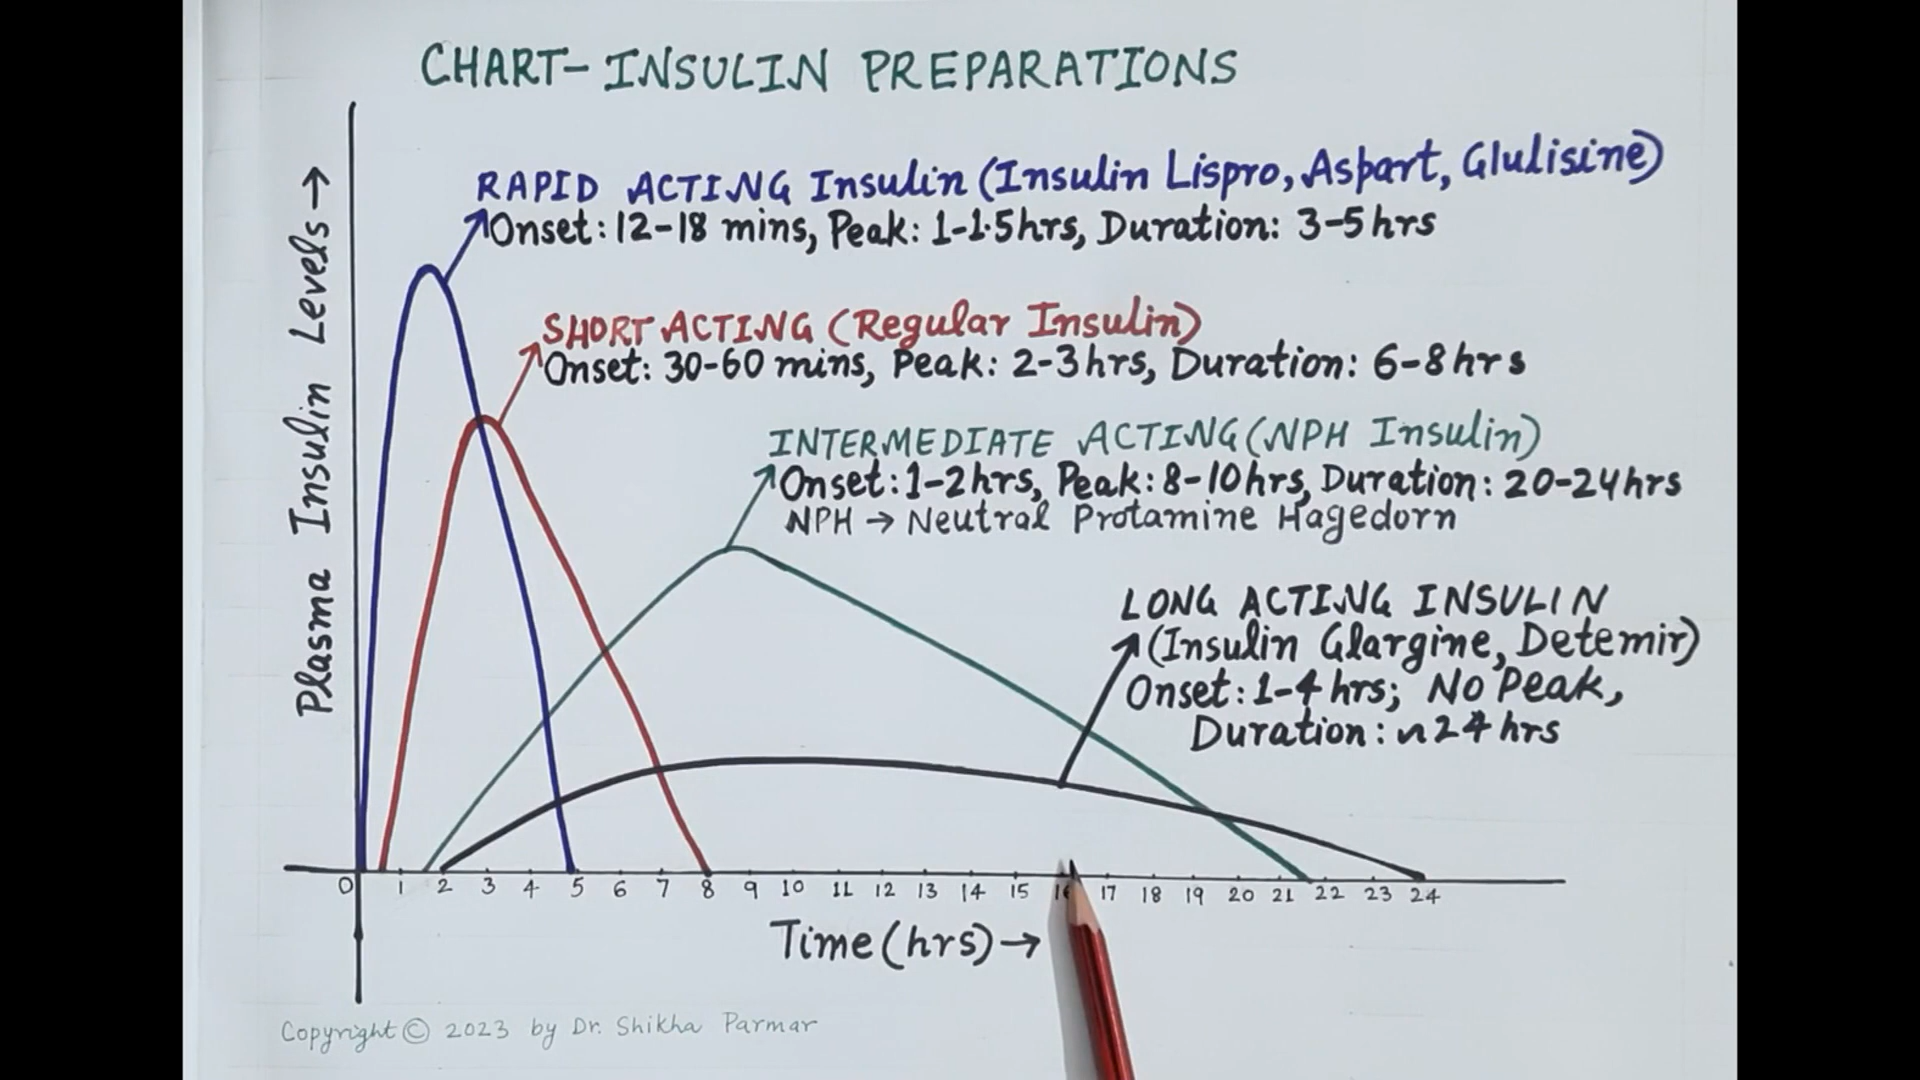 CHART-INSULIN PREPARATIONS
RAPID ACTING Insulin (Insulin Lispro, Aspart, Glulisine)
Onset: 12-18 mins, Peak: 1-1.5hrs, Duration: 3-5hrs
SHORT ACTING (Regular Insulin)
Onset: 30-60 mins, Peak: 2-3hrs, Duration: 6-8hrs
INTERMEDIATE ACTING (NPH Insulin)
Onset: 1-2hrs, Peak: 8-10hrs, Duration: 20-24hrs
NPH → Neutral Protamine Hagedorn
LONG ACTING INSULIN
(Insulin Glargine, Detemir)
Onset: 1-4 hrs; No Peak,
Duration: ~24 hrs
Plasma Insulin Levels →
0 1 2 3 4 5 6 7 8 9 10 11 12 13 14 15 16 17 18 19 20 21 22 23 24
Time (hrs) →
Copyright © 2023 by Dr. Shikha Parmar